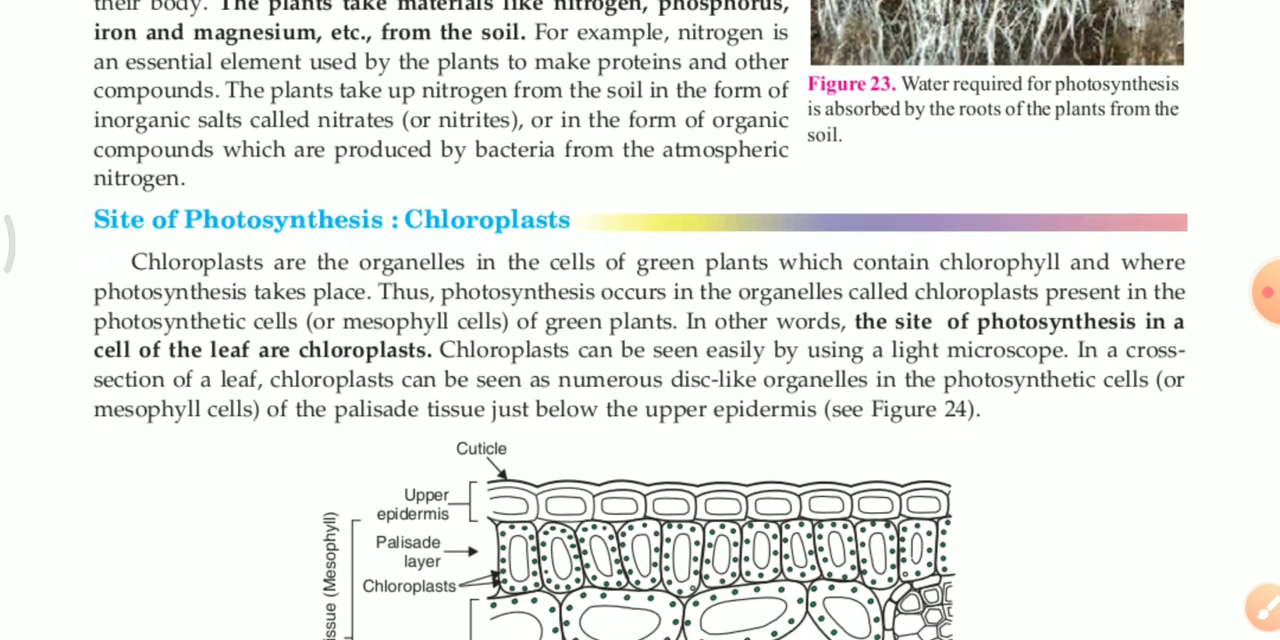 their body. The plants take materials like nitrogen, phosphorus,
iron and magnesium, etc., from the soil. For example, nitrogen is
an essential element used by the plants to make proteins and other
compounds. The plants take up nitrogen from the soil in the form of
inorganic salts called nitrates (or nitrites), or in the form of organic
compounds which are produced by bacteria from the atmospheric
nitrogen.
Figure 23. Water required for photosynthesis
is absorbed by the roots of the plants from the
soil.
Site of Photosynthesis : Chloroplasts
Chloroplasts are the organelles in the cells of green plants which contain chlorophyll and where
photosynthesis takes place. Thus, photosynthesis occurs in the organelles called chloroplasts present in the
photosynthetic cells (or mesophyll cells) of green plants. In other words, the site of photosynthesis in a
cell of the leaf are chloroplasts. Chloroplasts can be seen easily by using a light microscope. In a cross-
section of a leaf, chloroplasts can be seen as numerous disc-like organelles in the photosynthetic cells (or
mesophyll cells) of the palisade tissue just below the upper epidermis (see Figure 24).
Cuticle
Upper
epidermis
Palisade
layer
Chloroplasts
issue (Mesophyll)